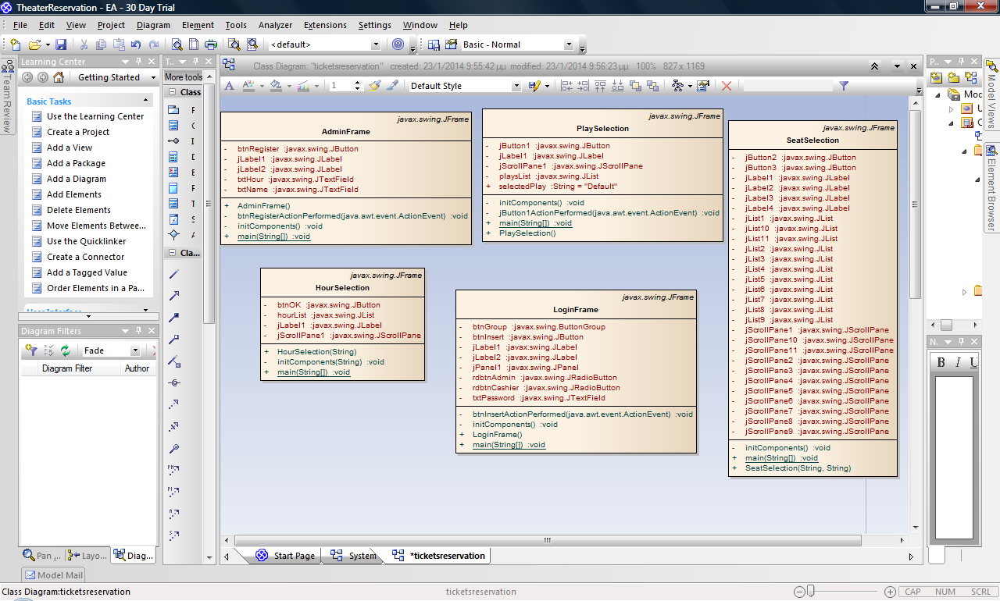 TheaterReservation - EA - 30 Day Trial
File Edit View Project Diagram Element Tools Analyzer Extensions Settings Window Help
<default>
Basic - Normal
Team Review
Learning Center
Getting Started
Basic Tasks
Use the Learning Center
Create a Project
Add a View
Add a Package
Add a Diagram
Add Elements
Delete Elements
Move Elements Betwee...
Use the Quicklinker
Create a Connector
Add a Tagged Value
Order Elements in a Pa...
Diagram Filters
Fade
Diagram Filter Author
Pan ... Layo... Diag...
Model Mail
T...
More tools
Class
Cla...
Class Diagram: "ticketsreservation" created: 23/1/2014 9:55:42 μμ modified: 23/1/2014 9:56:23 μμ 100% 827 x 1169
1
Default Style
javax.swing.JFrame
AdminFrame
- btnRegister :javax.swing.JButton
- jLabel1 :javax.swing.JLabel
- jLabel2 :javax.swing.JLabel
- txtHour :javax.swing.JTextField
- txtName :javax.swing.JTextField
+ AdminFrame()
- btnRegisterActionPerformed(java.awt.event.ActionEvent) :void
- initComponents() :void
+ main(String[]) :void
javax.swing.JFrame
PlaySelection
- jButton1 :javax.swing.JButton
- jLabel1 :javax.swing.JLabel
- jScrollPane1 :javax.swing.JScrollPane
- playsList :javax.swing.JList
+ selectedPlay :String = "Default"
- initComponents() :void
- jButton1ActionPerformed(java.awt.event.ActionEvent) :void
+ main(String[]) :void
+ PlaySelection()
javax.swing.JFrame
SeatSelection
- jButton2 :javax.swing.JButton
- jButton3 :javax.swing.JButton
- jLabel1 :javax.swing.JLabel
- jLabel2 :javax.swing.JLabel
- jLabel3 :javax.swing.JLabel
- jLabel4 :javax.swing.JLabel
- jList1 :javax.swing.JList
- jList10 :javax.swing.JList
- jList11 :javax.swing.JList
- jList2 :javax.swing.JList
- jList3 :javax.swing.JList
- jList4 :javax.swing.JList
- jList5 :javax.swing.JList
- jList6 :javax.swing.JList
- jList7 :javax.swing.JList
- jList8 :javax.swing.JList
- jList9 :javax.swing.JList
- jScrollPane1 :javax.swing.JScrollPane
- jScrollPane10 :javax.swing.JScrollPane
- jScrollPane11 :javax.swing.JScrollPane
- jScrollPane2 :javax.swing.JScrollPane
- jScrollPane3 :javax.swing.JScrollPane
- jScrollPane4 :javax.swing.JScrollPane
- jScrollPane5 :javax.swing.JScrollPane
- jScrollPane6 :javax.swing.JScrollPane
- jScrollPane7 :javax.swing.JScrollPane
- jScrollPane8 :javax.swing.JScrollPane
- jScrollPane9 :javax.swing.JScrollPane
- initComponents() :void
+ main(String[]) :void
+ SeatSelection(String, String)
javax.swing.JFrame
HourSelection
- btnOK :javax.swing.JButton
- hourList :javax.swing.JList
- jLabel1 :javax.swing.JLabel
- jScrollPane1 :javax.swing.JScrollPane
+ HourSelection(String)
- initComponents(String) :void
+ main(String[]) :void
javax.swing.JFrame
LoginFrame
- btnGroup :javax.swing.ButtonGroup
- btnInsert :javax.swing.JButton
- jLabel1 :javax.swing.JLabel
- jLabel2 :javax.swing.JLabel
- jPanel1 :javax.swing.JPanel
- rdbtnAdmin :javax.swing.JRadioButton
- rdbtnCashier :javax.swing.JRadioButton
- txtPassword :javax.swing.JTextField
- btnInsertActionPerformed(java.awt.event.ActionEvent) :void
- initComponents() :void
+ LoginFrame()
+ main(String[]) :void
Start Page System *ticketsreservation
P...
N...
B I U
Model Views
Element Browser
Class Diagram:ticketsreservation
ticketsreservation
CAP NUM SCRL